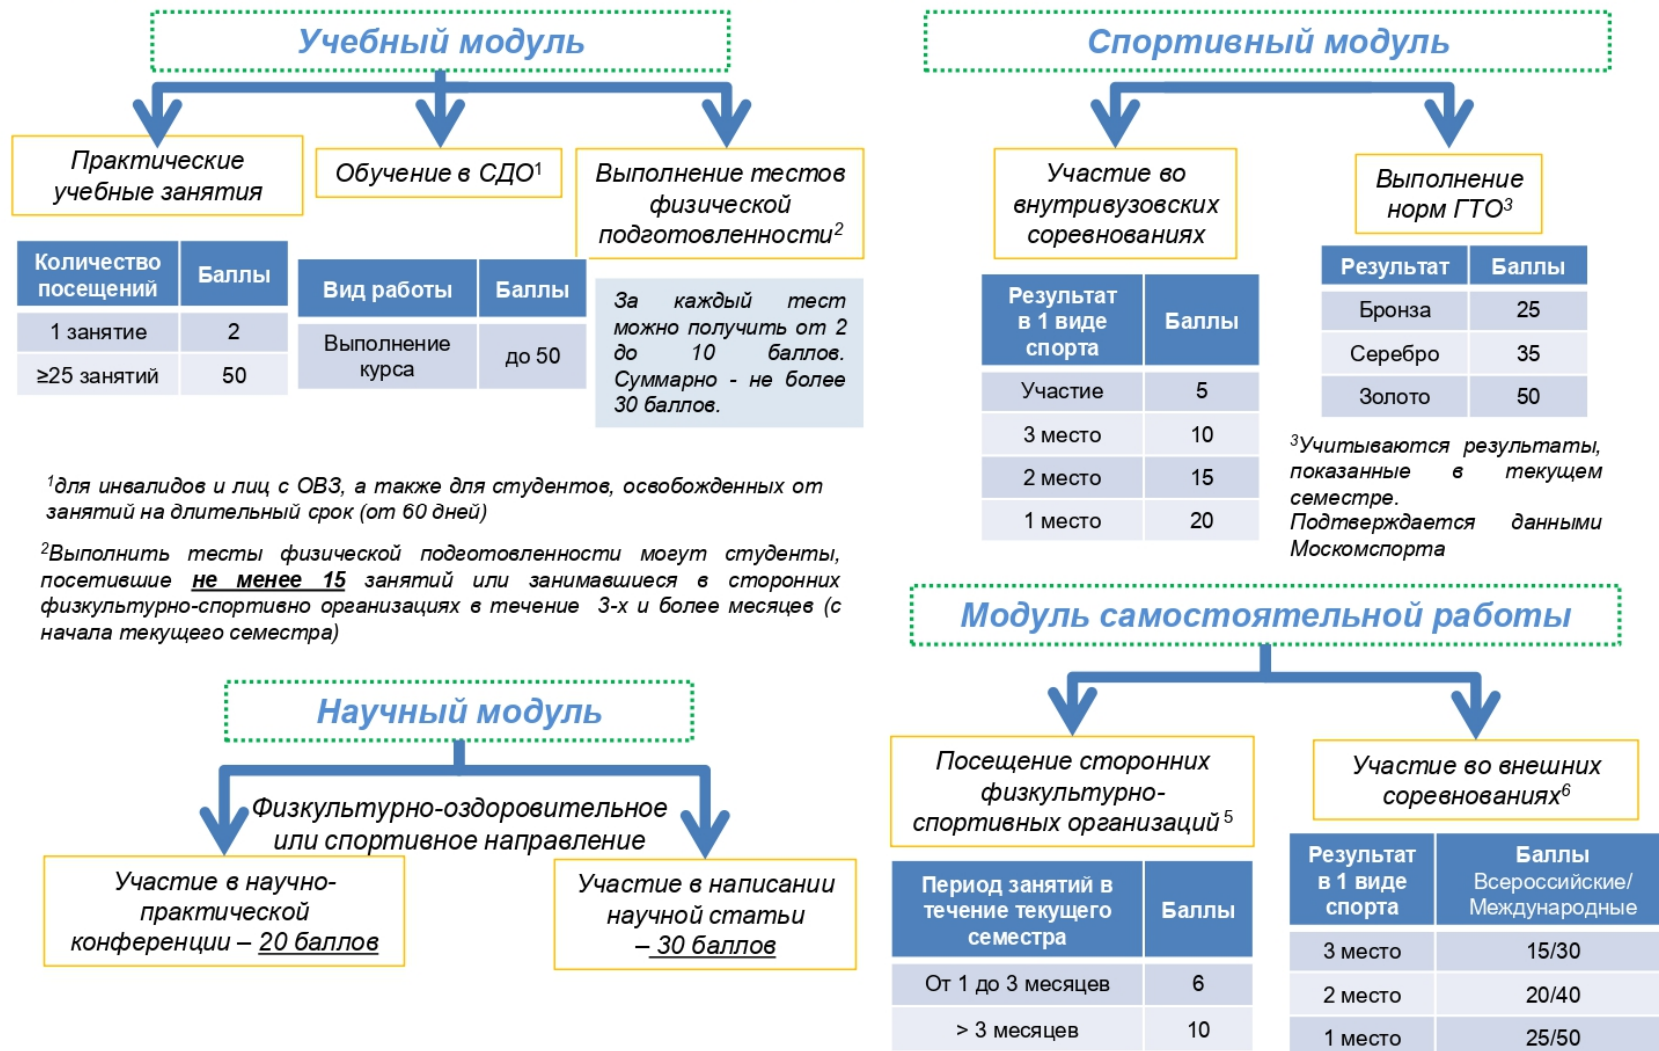 Учебный модуль
Практические
учебные занятия
Обучение в СДО¹
Выполнение тестов
физической
подготовленности²
Количество
посещений
Баллы
1 занятие
2
≥25 занятий
50
Вид работы
Баллы
Выполнение
курса
до 50
За каждый тест
можно получить от 2
до 10 баллов.
Суммарно - не более
30 баллов.
¹для инвалидов и лиц с ОВЗ, а также для студентов, освобожденных от
занятий на длительный срок (от 60 дней)
²Выполнить тесты физической подготовленности могут студенты,
посетившие не менее 15 занятий или занимавшиеся в сторонних
физкультурно-спортивно организациях в течение 3-х и более месяцев (с
начала текущего семестра)
Спортивный модуль
Участие во
внутривузовских
соревнованиях
Выполнение
норм ГТО³
Результат
в 1 виде
спорта
Баллы
Участие
5
3 место
10
2 место
15
1 место
20
Результат
Баллы
Бронза
25
Серебро
35
Золото
50
³Учитываются результаты,
показанные в текущем
семестре.
Подтверждается данными
Москомспорта
Научный модуль
Физкультурно-оздоровительное
или спортивное направление
Участие в научно-
практической
конференции – 20 баллов
Участие в написании
научной статьи
– 30 баллов
Модуль самостоятельной работы
Посещение сторонних
физкультурно-
спортивных организаций ⁵
Участие во внешних
соревнованиях⁶
Период занятий в
течение текущего
семестра
Баллы
От 1 до 3 месяцев
6
> 3 месяцев
10
Результат
в 1 виде
спорта
Баллы
Всероссийские/
Международные
3 место
15/30
2 место
20/40
1 место
25/50